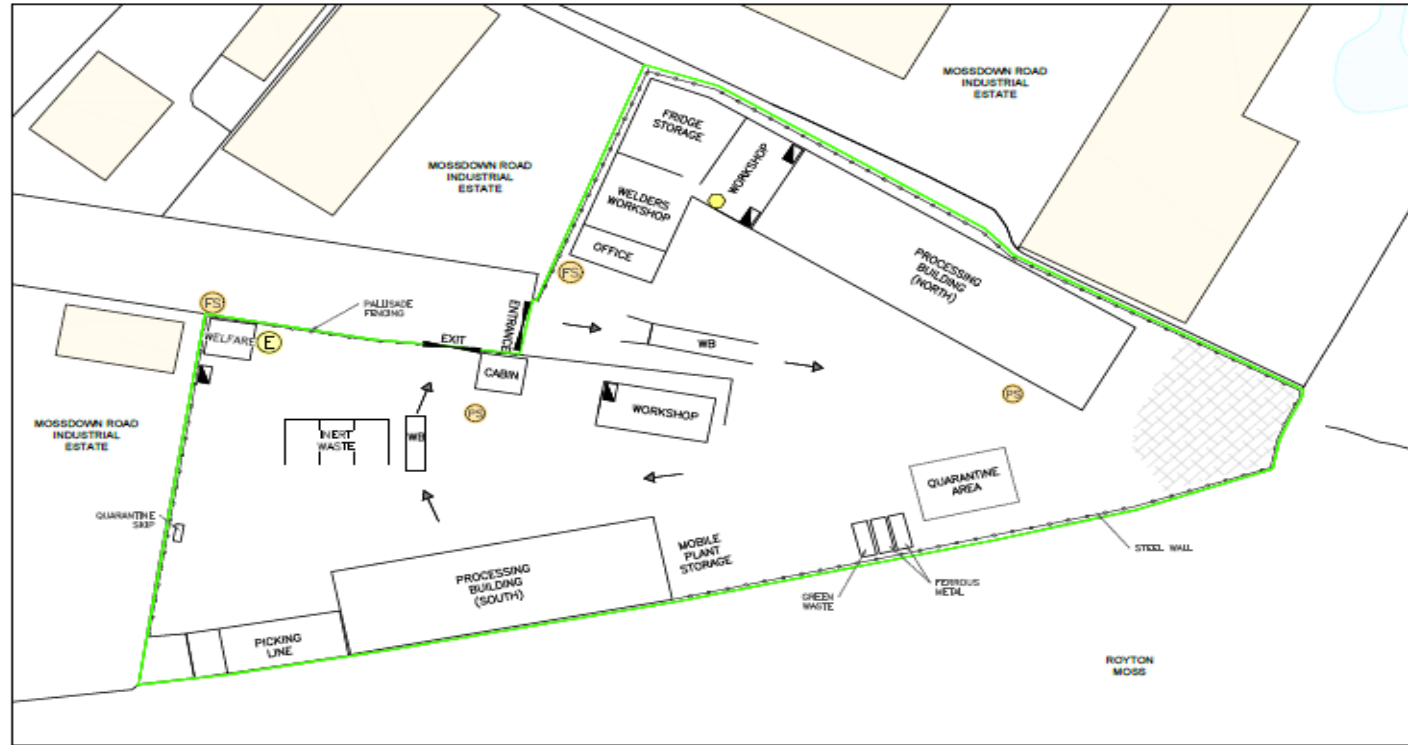 MOSSDOWN ROAD
INDUSTRIAL
ESTATE
MOSSDOWN ROAD
INDUSTRIAL
ESTATE
FRIDGE
STORAGE
WORKSHOP
WELDERS
WORKSHOP
OFFICE
PROCESSING
BUILDING
(NORTH)
FS
FS
PALISADE
FENCING
ENTRANCE
WELFARE
E
EXIT
WB
CABIN
PS
PS
WORKSHOP
MOSSDOWN ROAD
INDUSTRIAL
ESTATE
INERT
WASTE
WB
QUARANTINE
AREA
QUARANTINE
SKIP
MOBILE
PLANT
STORAGE
STEEL WALL
PROCESSING
BUILDING
(SOUTH)
GREEN
WASTE
FERROUS
METAL
PICKING
LINE
ROYTON
MOSS